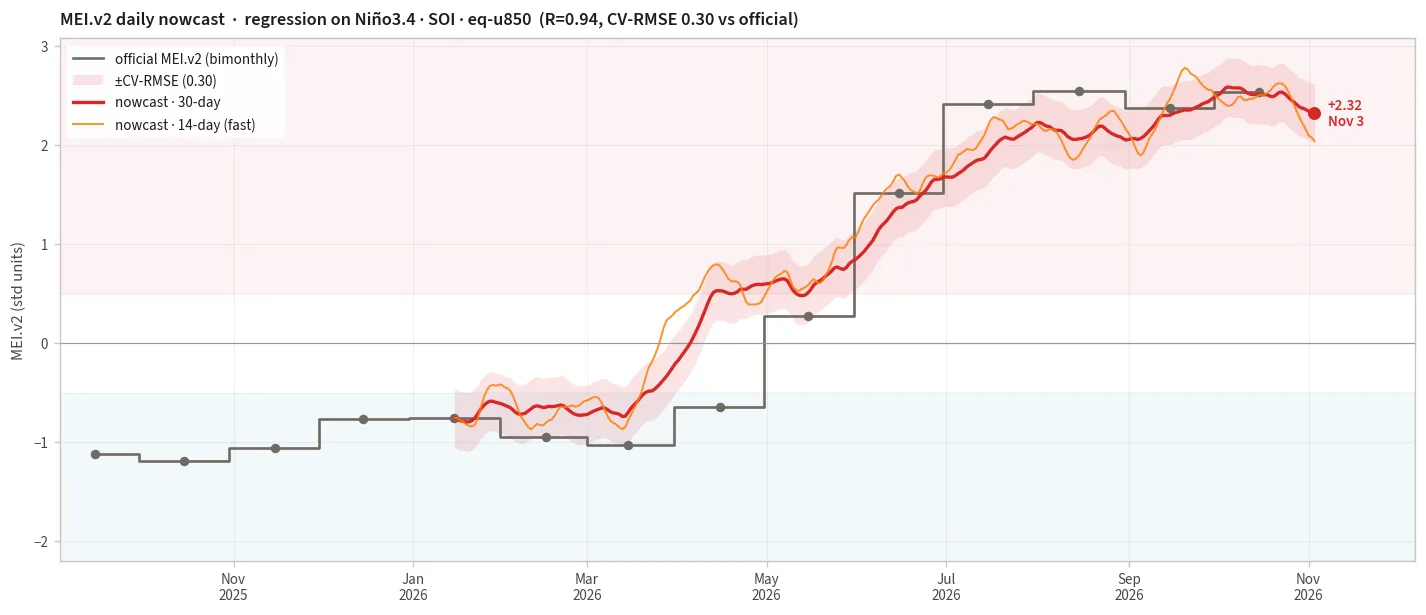 MEI.v2 daily nowcast · regression on Niño3.4 · SOI · eq-u850 (R=0.94, CV-RMSE 0.30 vs official)
official MEI.v2 (bimonthly)
±CV-RMSE (0.30)
nowcast · 30-day
nowcast · 14-day (fast)
MEI.v2 (std units)
3
2
1
0
−1
−2
+2.32
Nov 3
Nov
2025
Jan
2026
Mar
2026
May
2026
Jul
2026
Sep
2026
Nov
2026